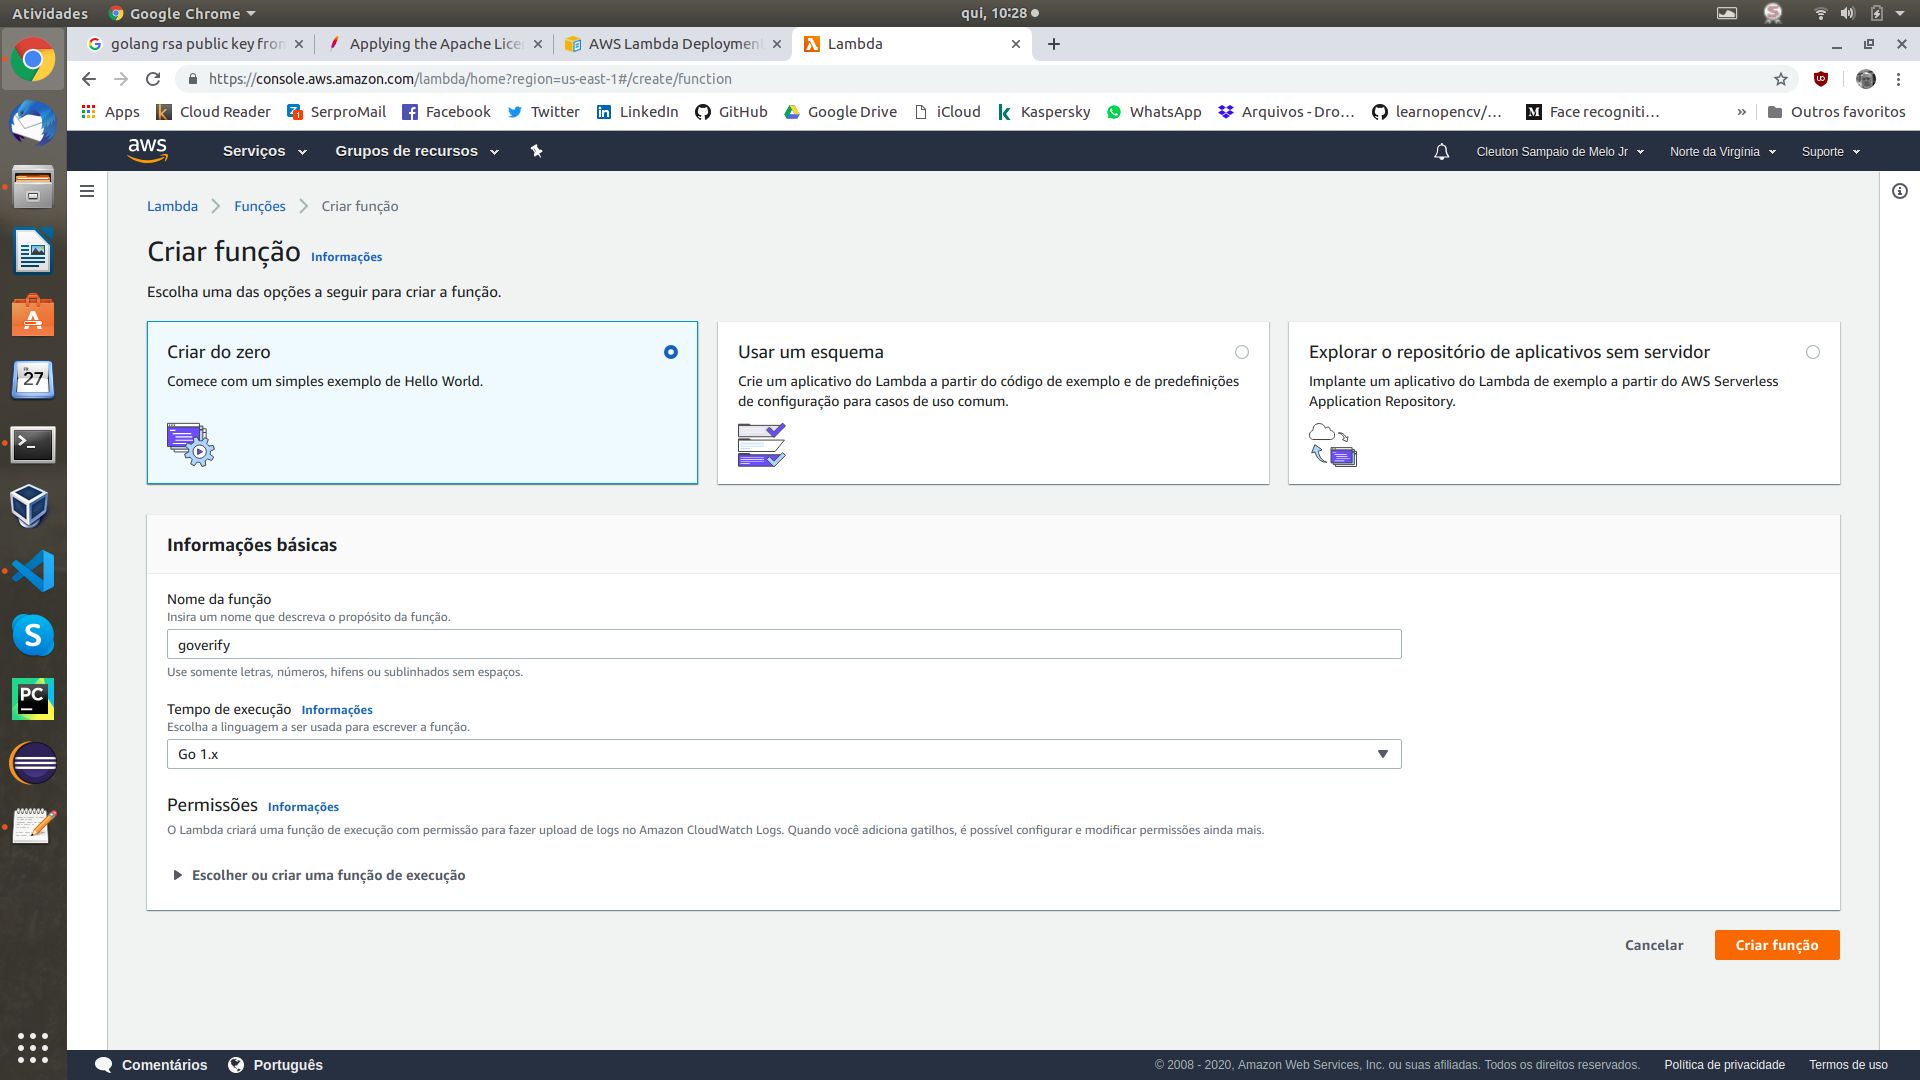 Atividades
Google Chrome
qui, 10:28
golang rsa public key fron
Applying the Apache Licen
AWS Lambda Deployment
Lambda
https://console.aws.amazon.com/lambda/home?region=us-east-1#/create/function
Apps
Cloud Reader
SerproMail
Facebook
Twitter
LinkedIn
GitHub
Google Drive
iCloud
Kaspersky
WhatsApp
Arquivos - Dro…
learnopencv/…
Face recogniti…
»
Outros favoritos
aws
Serviços
Grupos de recursos
Cleuton Sampaio de Melo Jr
Norte da Virgínia
Suporte
Lambda
Funções
Criar função
Criar função Informações
Escolha uma das opções a seguir para criar a função.
Criar do zero
Comece com um simples exemplo de Hello World.
Usar um esquema
Crie um aplicativo do Lambda a partir do código de exemplo e de predefinições
de configuração para casos de uso comum.
Explorar o repositório de aplicativos sem servidor
Implante um aplicativo do Lambda de exemplo a partir do AWS Serverless
Application Repository.
Informações básicas
Nome da função
Insira um nome que descreva o propósito da função.
goverify
Use somente letras, números, hifens ou sublinhados sem espaços.
Tempo de execução Informações
Escolha a linguagem a ser usada para escrever a função.
Go 1.x
Permissões Informações
O Lambda criará uma função de execução com permissão para fazer upload de logs no Amazon CloudWatch Logs. Quando você adiciona gatilhos, é possível configurar e modificar permissões ainda mais.
Escolher ou criar uma função de execução
Cancelar
Criar função
27
S
PC
Comentários
Português
© 2008 - 2020, Amazon Web Services, Inc. ou suas afiliadas. Todos os direitos reservados.
Política de privacidade
Termos de uso